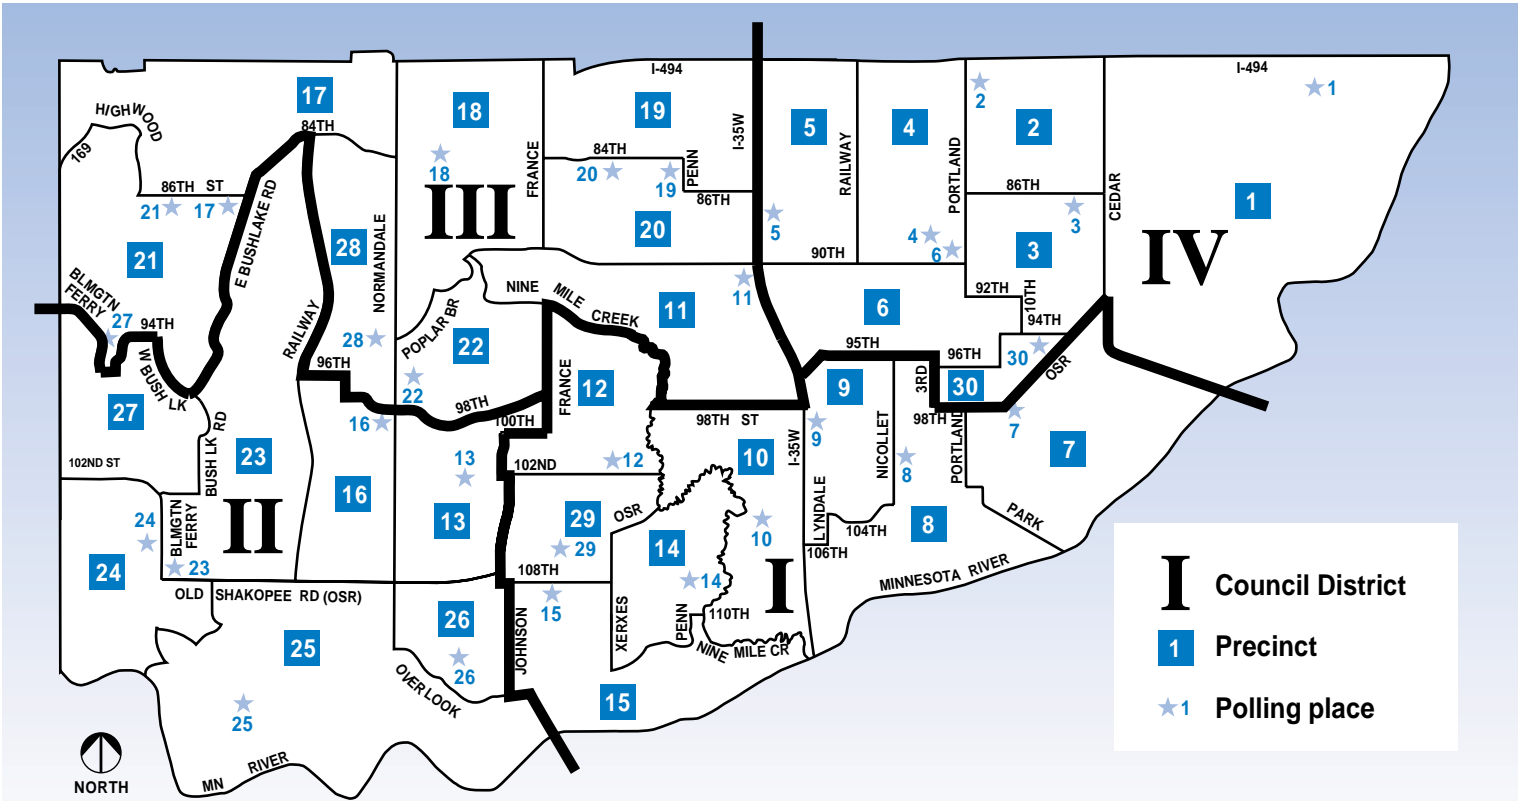 I-494
I-494
HIGHWOOD
17
84TH
169
18
18
19
84TH
20
19
PENN
86TH
I-35W
FRANCE
5
4
RAILWAY
PORTLAND
2
2
1
86TH
CEDAR
1
86TH ST
21
17
E BUSHLAKE RD
III
20
5
4
6
90TH
3
3
IV
21
28
NORMANDALE
BLMGTN
FERRY
27
94TH
W BUSH LK
RAILWAY
28
96TH
POPLAR BR
NINE MILE CREEK
22
22
11
11
6
92TH
110TH
94TH
95TH
96TH
30
30
OSR
3RD
98TH
27
BUSH LK RD
102ND ST
23
16
16
98TH
100TH
FRANCE
12
98TH ST
I-35W
9
9
NICOLLET
98TH
PORTLAND
7
7
13
13
102ND
12
10
10
LYNDALE
8
8
104TH
106TH
PARK
24
24
BLMGTN
FERRY
23
II
29
29
OSR
14
14
I
108TH
MINNESOTA RIVER
OLD SHAKOPEE RD (OSR)
25
25
26
26
OVERLOOK
JOHNSON
15
15
XERXES
PENN
110TH
NINE MILE CR
MN RIVER
NORTH
I Council District
1 Precinct
1 Polling place